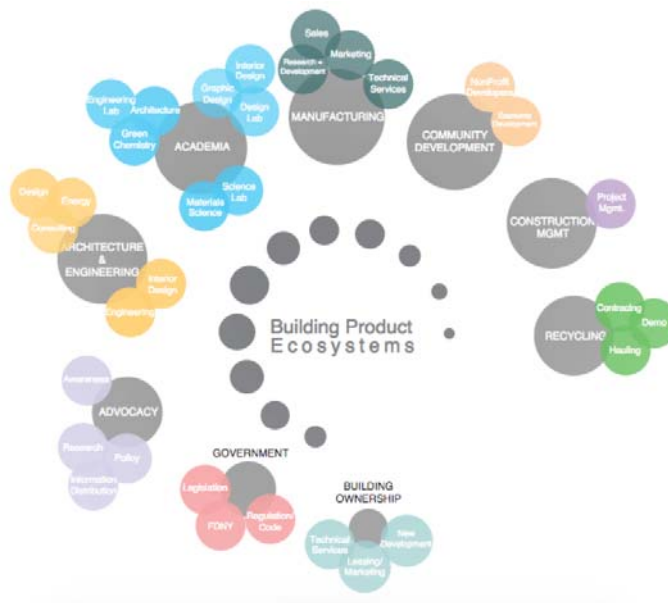 Sales
Marketing
Research +
Development
Technical
Services
MANUFACTURING
Interior
Design
Graphic
Design
Design
Lab
Engineering
Lab
Architecture
Green
Chemistry
ACADEMIA
Science
Lab
Materials
Science
NonProfit
Developers
Economic
Development
COMMUNITY
DEVELOPMENT
Project
Mgmt.
CONSTRUCTION
MGMT
Contracting
Demo
Hauling
RECYCLING
Design
Energy
Consulting
ARCHITECTURE
&
ENGINEERING
Interior
Design
Engineering
Building Product
Ecosystems
Awareness
ADVOCACY
Research
Policy
Information
Distribution
GOVERNMENT
Legislation
FDNY
Regulation/
Code
BUILDING
OWNERSHIP
Technical
Services
New
Development
Leasing/
Marketing